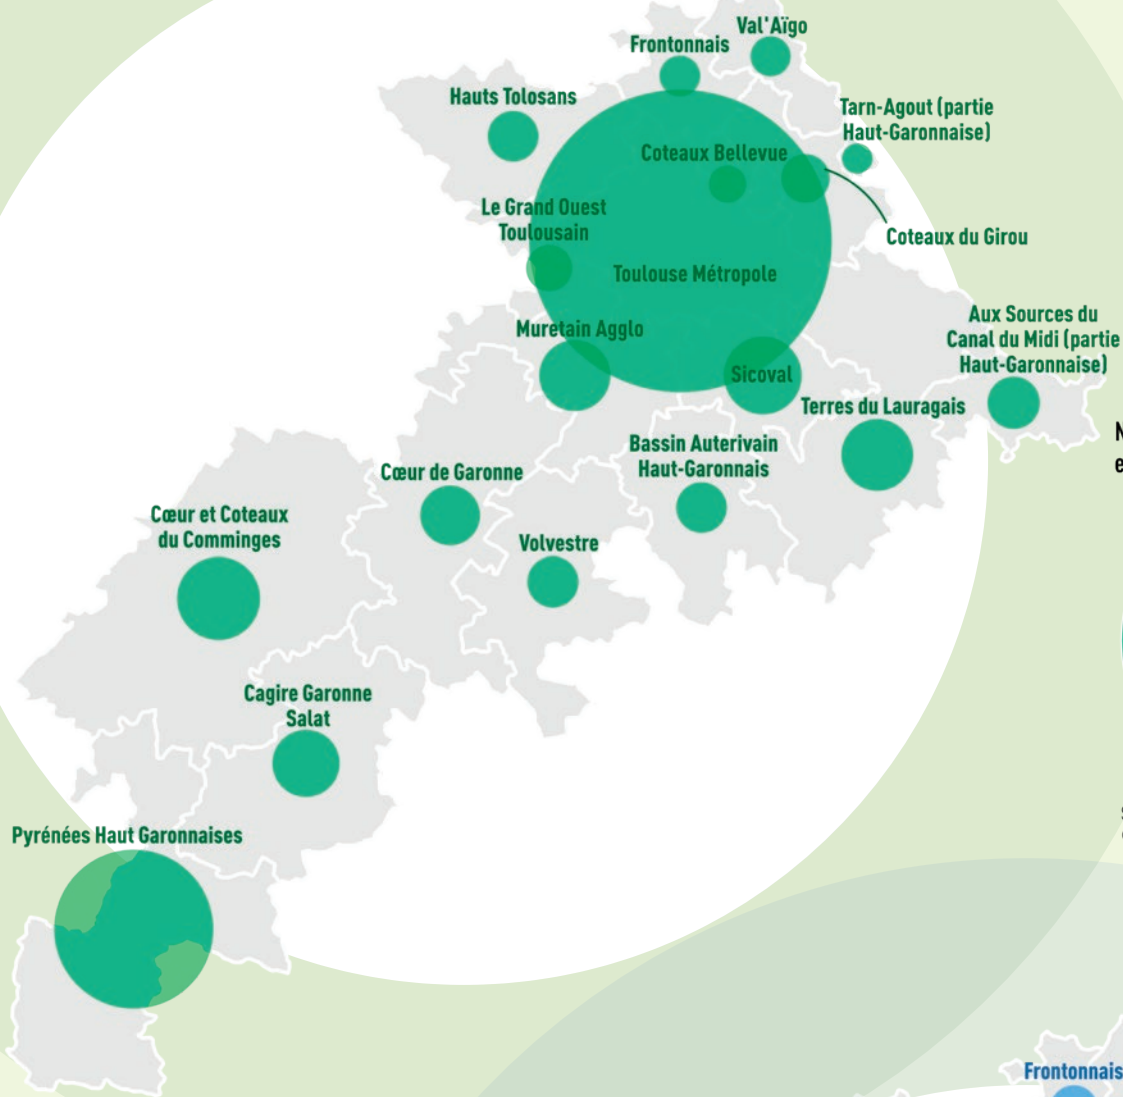 Val'Aïgo
Frontonnais
Hauts Tolosans
Tarn-Agout (partie
Haut-Garonnaise)
Coteaux Bellevue
Le Grand Ouest
Toulousain
Coteaux du Girou
Toulouse Métropole
Aux Sources du
Canal du Midi (partie
Haut-Garonnaise)
Muretain Agglo
Sicoval
Terres du Lauragais
Bassin Auterivain
Haut-Garonnais
Cœur de Garonne
Cœur et Coteaux
du Comminges
Volvestre
Cagire Garonne
Salat
Pyrénées Haut Garonnaises
Frontonnais